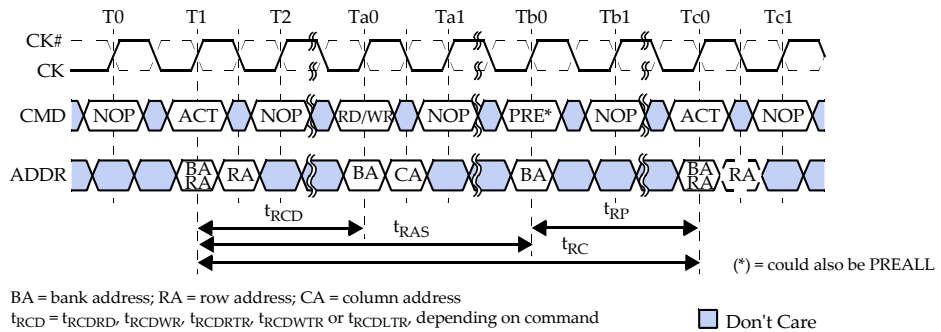 T0 T1 T2 Ta0 Ta1 Tb0 Tb1 Tc0 Tc1
CK#
CK
CMD NOP ACT NOP RD/WR NOP PRE* NOP ACT NOP
ADDR BA RA RA BA CA BA BA RA RA
tRCD tRP
tRAS
tRC
(*) = could also be PREALL
BA = bank address; RA = row address; CA = column address
tRCD = tRCDRD, tRCDWR, tRCDRTR, tRCDWTR or tRCDLTR, depending on command
Don't Care